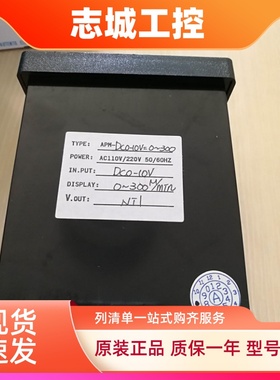 志城工控
TYPE: APM-DC0-10V=0~300
POWER: AC110V/220V 50/60HZ
IN.PUT: DC0-10V
DISPLAY: 0~300 M/MIN
V.OUT: NIL
现货
速发
列清单一站式购齐服务
原装正品 质保一年 型号